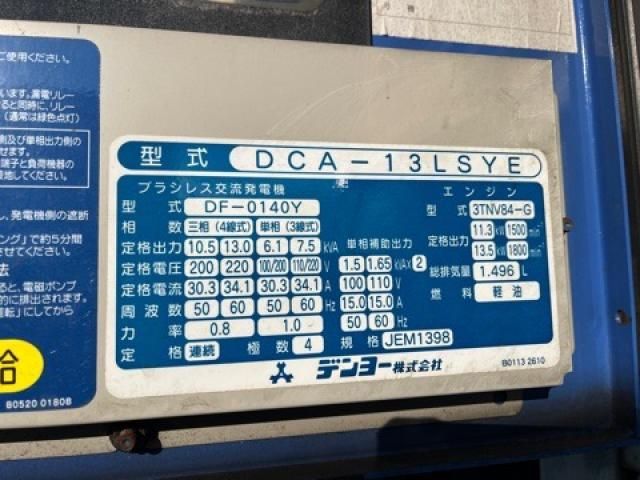 ご使用ください。
います。漏電リレー
ると同時に、リレー
(通常は緑色点灯)
側及び単相出力側の
せます。
端子と負荷機器の
ださい。
、発電機側の遮断
ング」で約5分間
ください。
法
ると、電磁ポンプ
的に排出されます。
運転」にしてから
給
B0520 01808
型式 DCA-13LSYE
ブラシレス交流発電機
型式 DF-0140Y
相数 三相(4線式) 単相(3線式)
定格出力 10.5 13.0 6.1 7.5 kVA 単相補助出力
定格電圧 200 220 100/200 110/220 V 1.5 1.65 kVA×2
定格電流 30.3 34.1 30.3 34.1 A 100 110 V
周波数 50 60 50 60 Hz 15.0 15.0 A
力率 0.8 1.0 50 60 Hz
定格 連続 極数 4 規格 JEM1398
エンジン
型式 3TNV84-G
定格出力 11.3 kW 1500 min⁻¹
13.5 kW 1800 min⁻¹
総排気量 1.496 L
燃料 軽油
デンヨー株式会社
B0113 2610